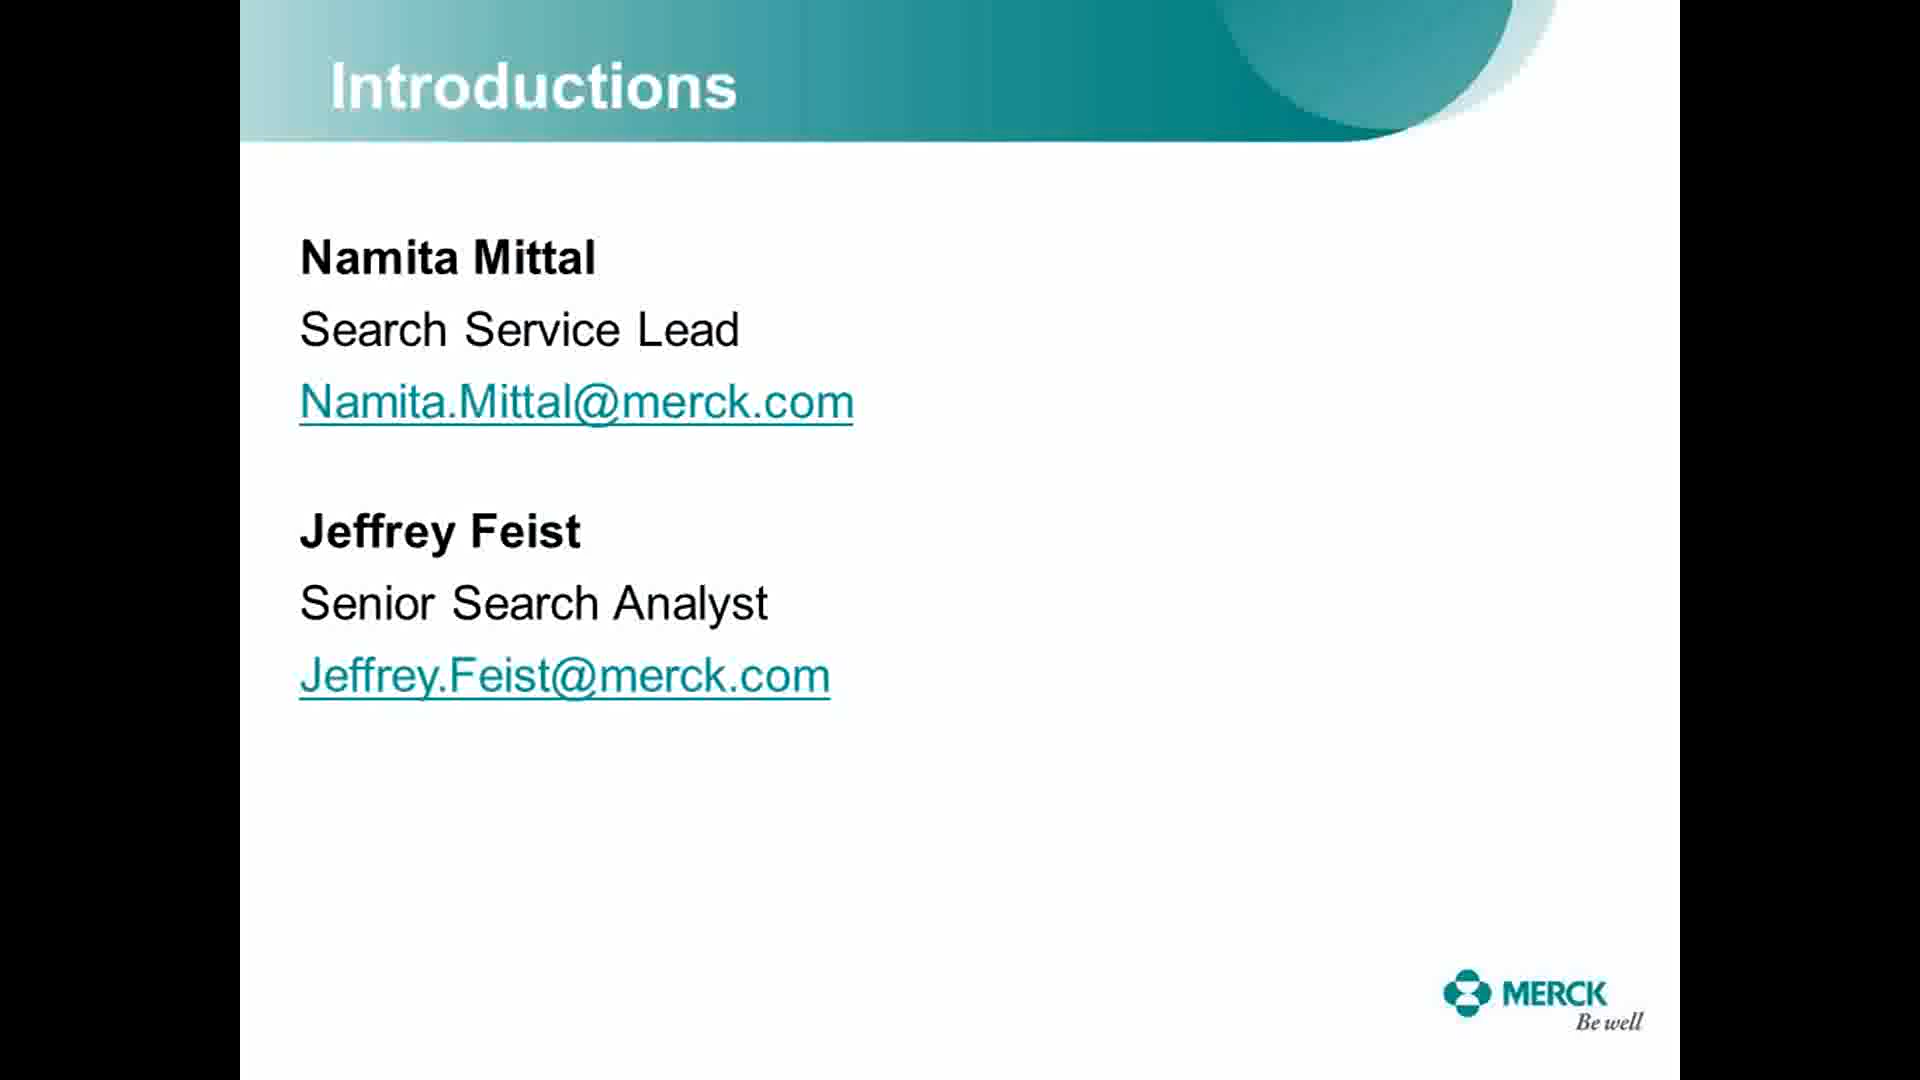 Introductions
Namita Mittal
Search Service Lead
Namita.Mittal@merck.com
Jeffrey Feist
Senior Search Analyst
Jeffrey.Feist@merck.com
MERCK
Be well